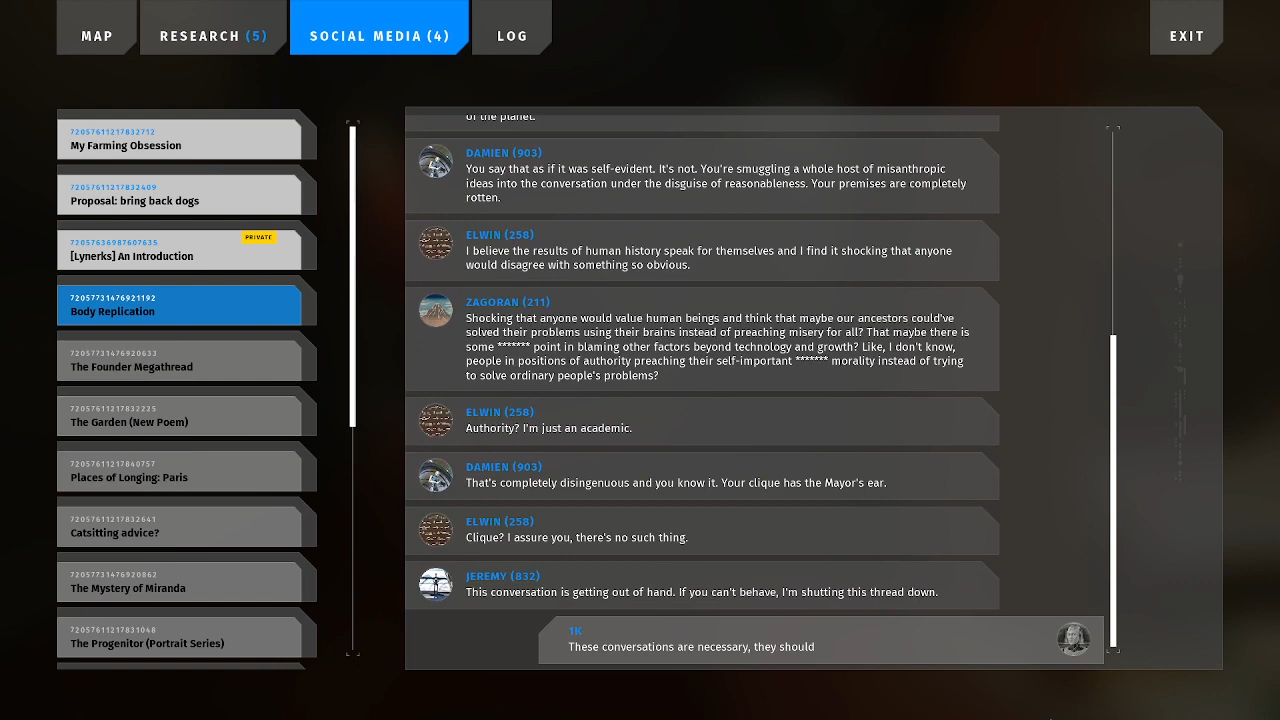 MAP
RESEARCH (5)
SOCIAL MEDIA (4)
LOG
EXIT
72057611217832712
My Farming Obsession
72057611217832409
Proposal: bring back dogs
72057636987607635
PRIVATE
[Lynerks] An Introduction
72057731476921192
Body Replication
72057731476920633
The Founder Megathread
72057611217832225
The Garden (New Poem)
72057611217840757
Places of Longing: Paris
72057611217832641
Catsitting advice?
72057731476920862
The Mystery of Miranda
72057611217831048
The Progenitor (Portrait Series)
of the planet.
DAMIEN (903)
You say that as if it was self-evident. It's not. You're smuggling a whole host of misanthropic
ideas into the conversation under the disguise of reasonableness. Your premises are completely
rotten.
ELWIN (258)
I believe the results of human history speak for themselves and I find it shocking that anyone
would disagree with something so obvious.
ZAGORAN (211)
Shocking that anyone would value human beings and think that maybe our ancestors could've
solved their problems using their brains instead of preaching misery for all? That maybe there is
some ******* point in blaming other factors beyond technology and growth? Like, I don't know,
people in positions of authority preaching their self-important ******* morality instead of trying
to solve ordinary people's problems?
ELWIN (258)
Authority? I'm just an academic.
DAMIEN (903)
That's completely disingenuous and you know it. Your clique has the Mayor's ear.
ELWIN (258)
Clique? I assure you, there's no such thing.
JEREMY (832)
This conversation is getting out of hand. If you can't behave, I'm shutting this thread down.
1K
These conversations are necessary, they should